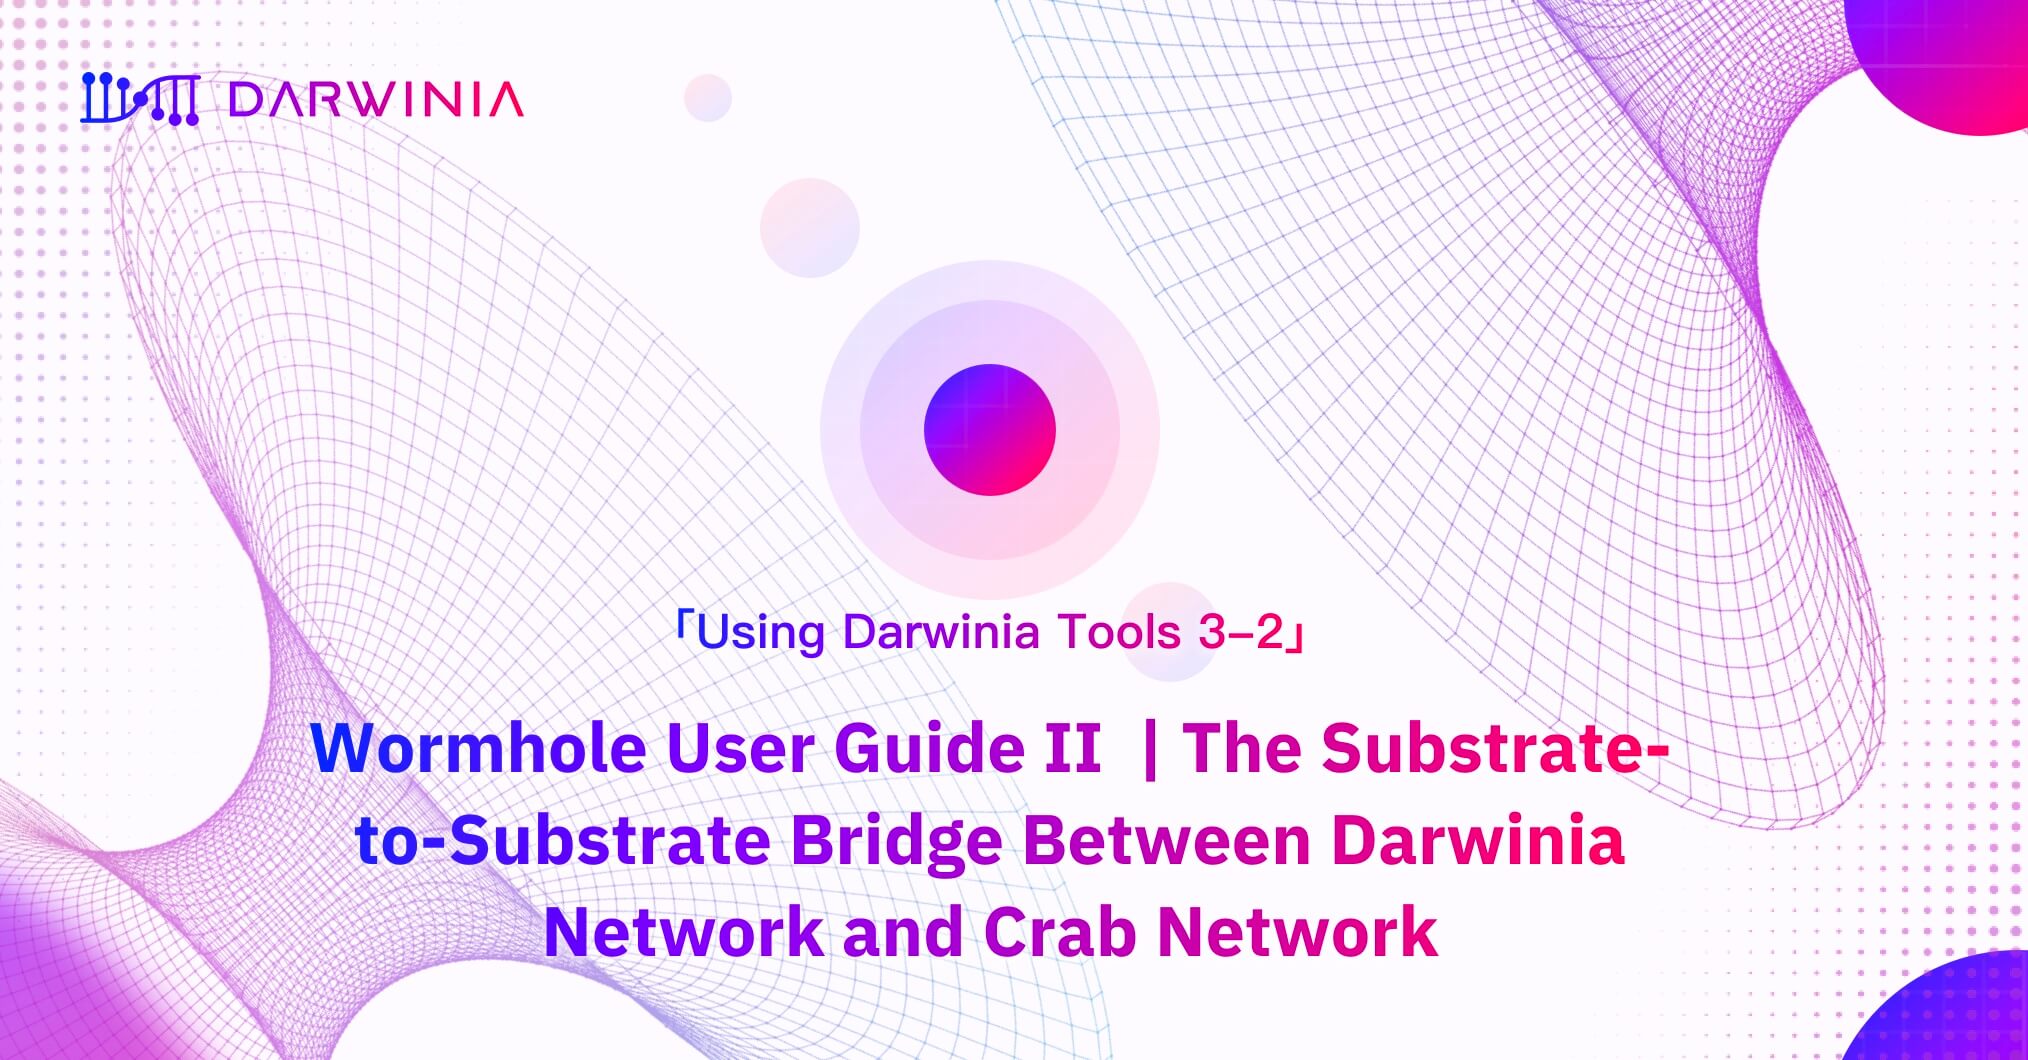 DARWINIA
「Using Darwinia Tools 3–2」
Wormhole User Guide II | The Substrate-
to-Substrate Bridge Between Darwinia
Network and Crab Network